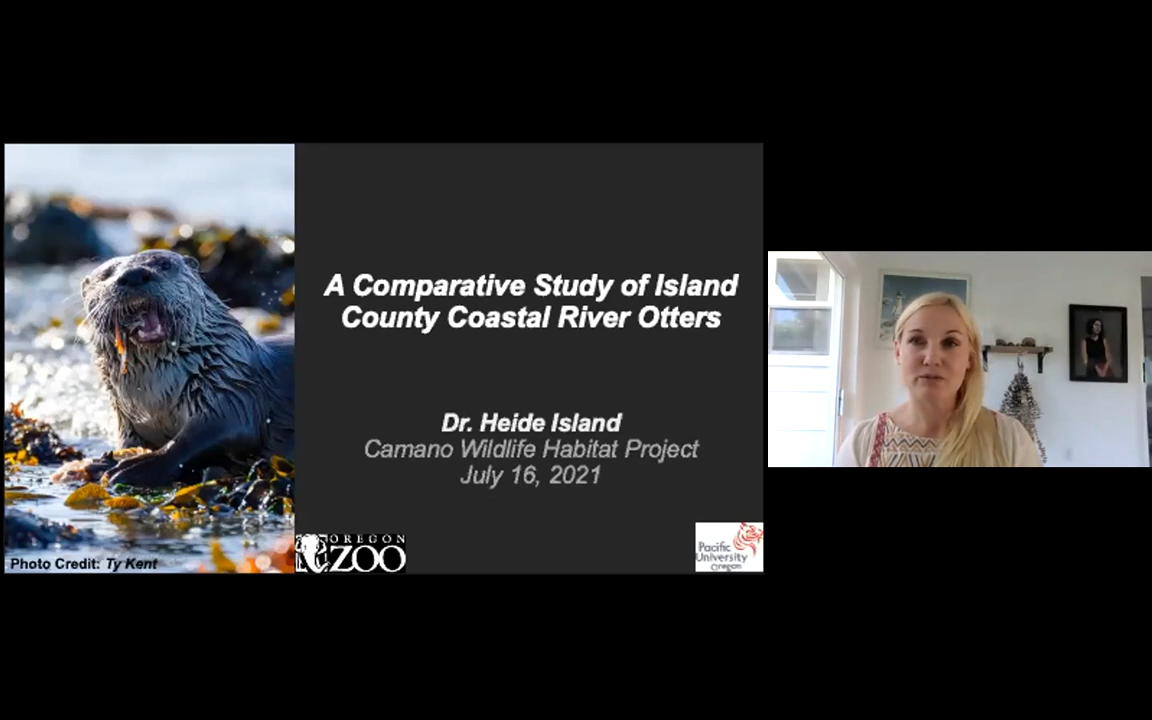 A Comparative Study of Island
County Coastal River Otters
Dr. Heide Island
Camano Wildlife Habitat Project
July 16, 2021
Photo Credit: Ty Kent
OREGON
ZOO
Pacific
University
Oregon